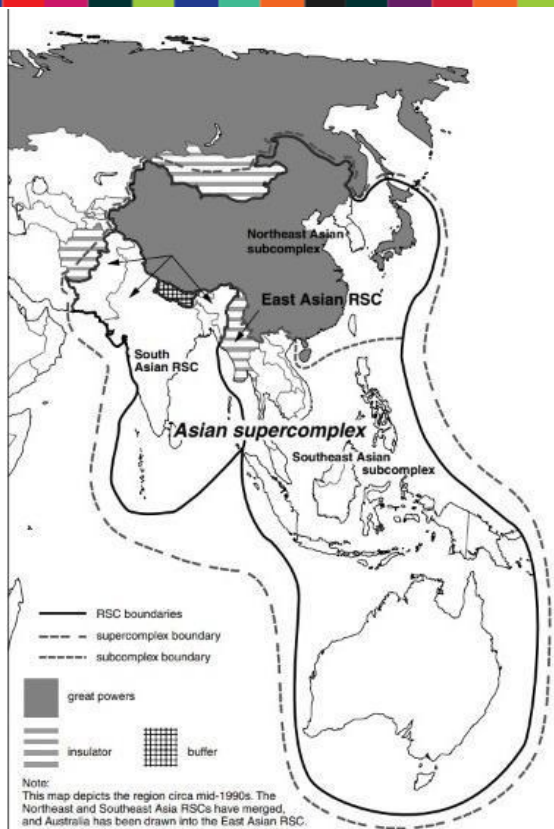 Northeast Asian
subcomplex
East Asian RSC
South
Asian RSC
Asian supercomplex
Southeast Asian
subcomplex
RSC boundaries
supercomplex boundary
subcomplex boundary
great powers
insulator
buffer
Note:
This map depicts the region circa mid-1990s. The
Northeast and Southeast Asia RSCs have merged,
and Australia has been drawn into the East Asian RSC.